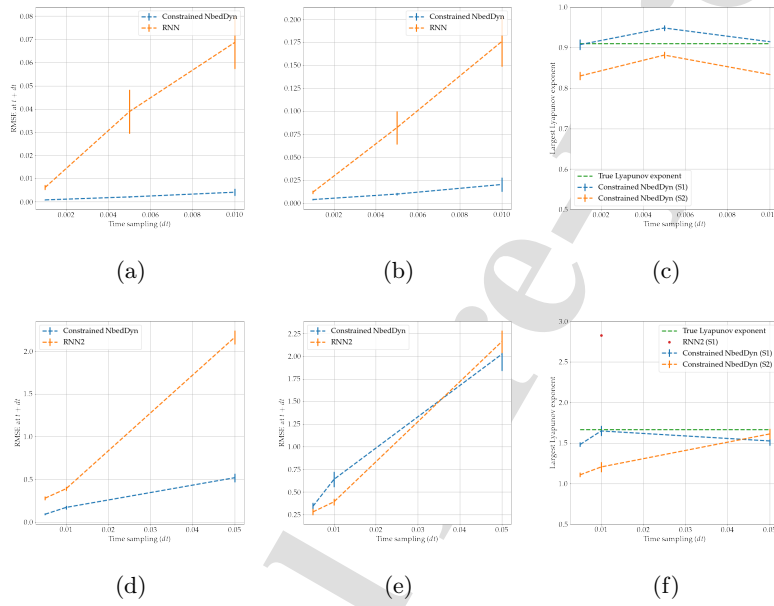 Constrained NbedDyn
RNN
0.08
0.07
0.06
0.05
0.04
0.03
0.02
0.01
0.00
RMSE at t + dt
0.002 0.004 0.006 0.008 0.010
Time sampling (dt)
(a)
Constrained NbedDyn
RNN
0.200
0.175
0.150
0.125
0.100
0.075
0.050
0.025
0.000
RMSE at t + dt
0.002 0.004 0.006 0.008 0.010
Time sampling (dt)
(b)
1.0
0.9
0.8
0.7
0.6
0.5
Largest Lyapunov exponent
True Lyapunov exponent
Constrained NbedDyn (S1)
Constrained NbedDyn (S2)
0.002 0.004 0.006 0.008 0.010
Time sampling (dt)
(c)
Constrained NbedDyn
RNN2
2.0
1.5
1.0
0.5
0.0
RMSE at t + dt
0.01 0.02 0.03 0.04 0.05
Time sampling (dt)
(d)
Constrained NbedDyn
RNN2
2.25
2.00
1.75
1.50
1.25
1.00
0.75
0.50
0.25
RMSE at t + dt
0.01 0.02 0.03 0.04 0.05
Time sampling (dt)
(e)
3.0
2.5
2.0
1.5
1.0
0.5
Largest Lyapunov exponent
True Lyapunov exponent
RNN2 (S1)
Constrained NbedDyn (S1)
Constrained NbedDyn (S2)
0.01 0.02 0.03 0.04 0.05
Time sampling (dt)
(f)